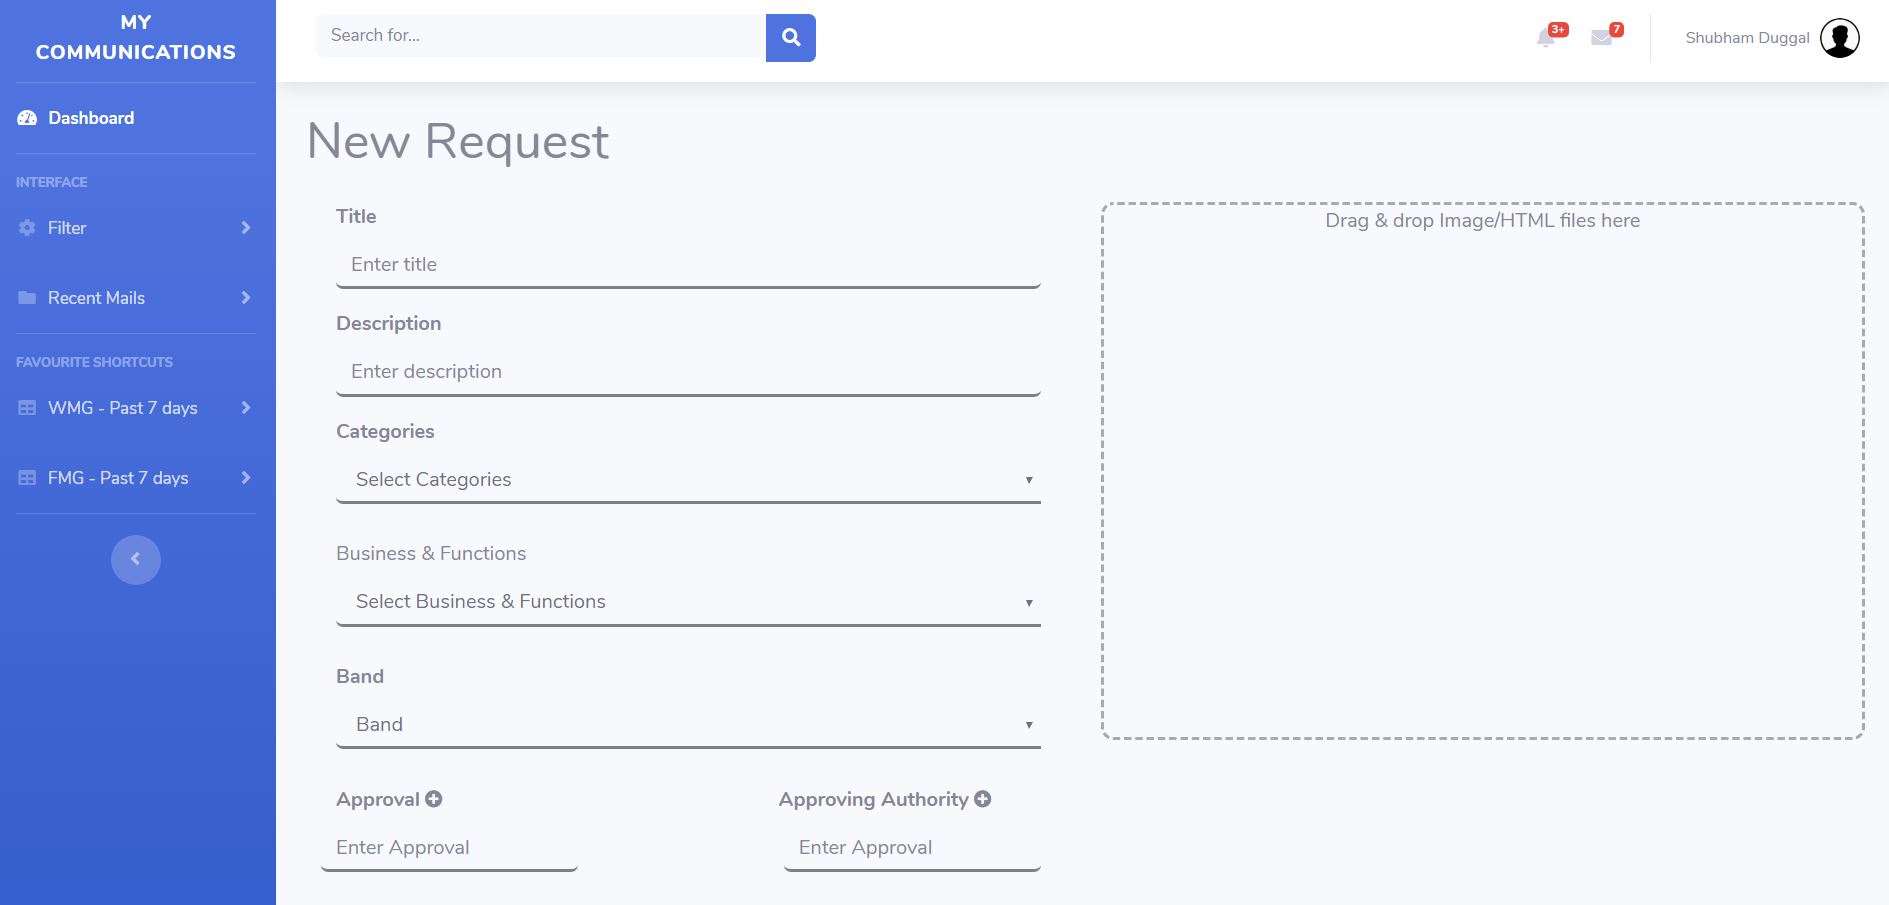 MY
COMMUNICATIONS
Dashboard
INTERFACE
Filter
Recent Mails
FAVOURITE SHORTCUTS
WMG - Past 7 days
FMG - Past 7 days
Search for...
3+
7
Shubham Duggal
New Request
Title
Enter title
Description
Enter description
Categories
Select Categories
Business & Functions
Select Business & Functions
Band
Band
Approval
Approving Authority
Enter Approval
Enter Approval
Drag & drop Image/HTML files here